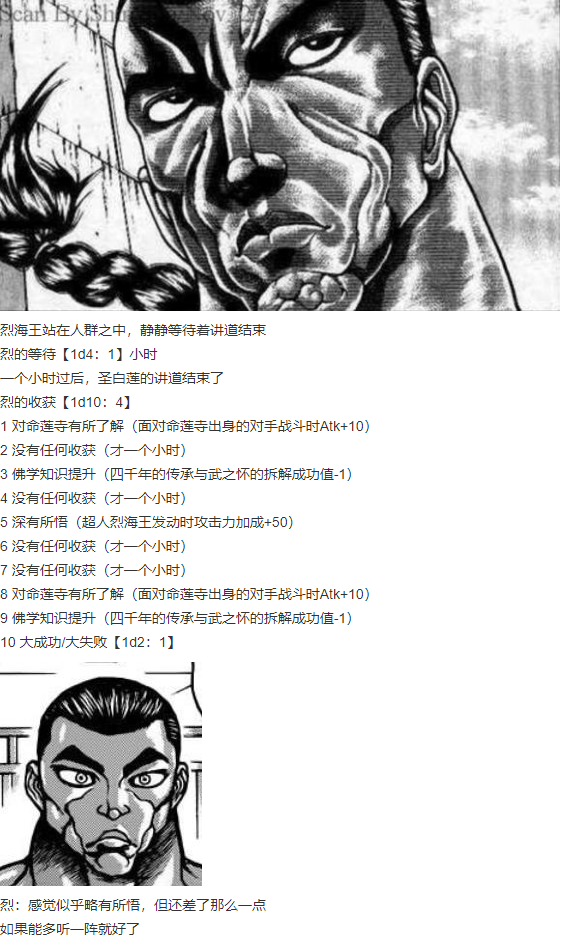 Scan By Sh
烈海王站在人群之中，静静等待着讲道结束
烈的等待【1d4：1】小时
一个小时过后，圣白莲的讲道结束了
烈的收获【1d10：4】
1 对命莲寺有所了解（面对命莲寺出身的对手战斗时Atk+10）
2 没有任何收获（才一个小时）
3 佛学知识提升（四千年的传承与武之怀的拆解成功值-1）
4 没有任何收获（才一个小时）
5 深有所悟（超人烈海王发动时攻击力加成+50）
6 没有任何收获（才一个小时）
7 没有任何收获（才一个小时）
8 对命莲寺有所了解（面对命莲寺出身的对手战斗时Atk+10）
9 佛学知识提升（四千年的传承与武之怀的拆解成功值-1）
10 大成功/大失败【1d2：1】
烈：感觉似乎略有所悟，但还差了那么一点
如果能多听一阵就好了